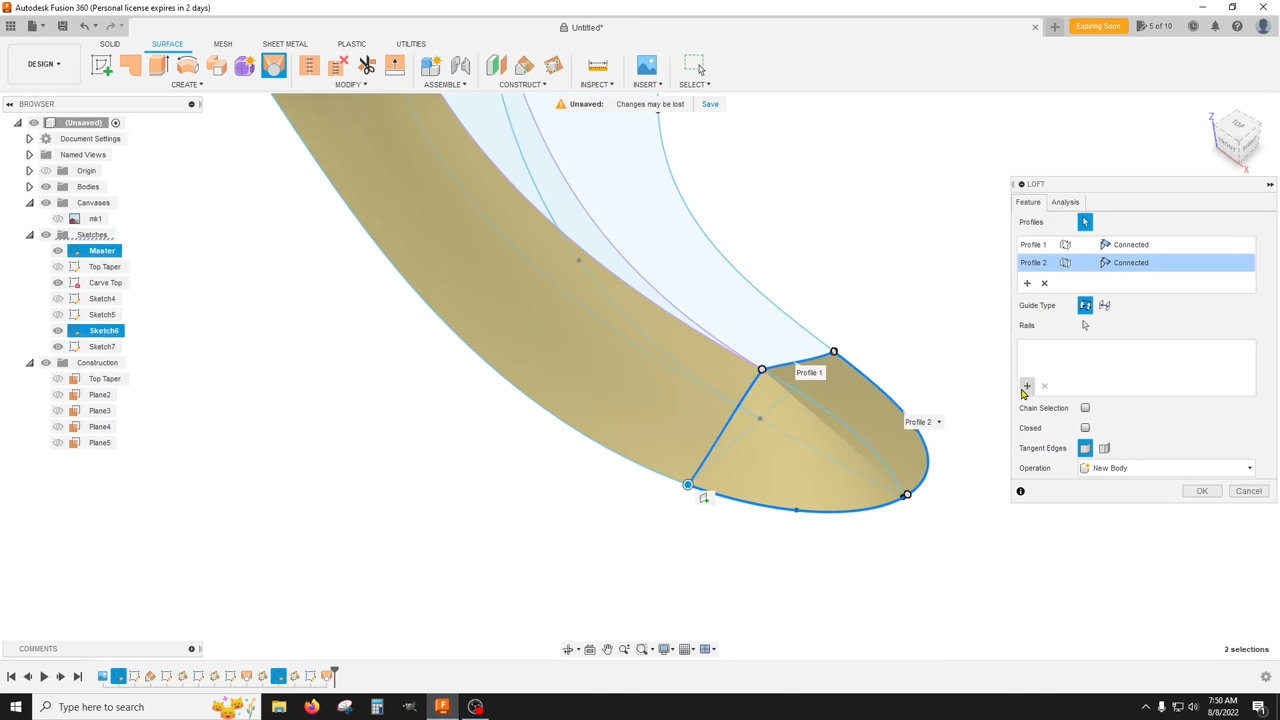 Autodesk Fusion 360 (Personal license expires in 2 days)
Untitled*
Expiring Soon
5 of 10
SOLID SURFACE MESH SHEET METAL PLASTIC UTILITIES
DESIGN
CREATE MODIFY ASSEMBLE CONSTRUCT INSPECT INSERT SELECT
BROWSER
Unsaved: Changes may be lost Save
(Unsaved)
Document Settings
Named Views
Origin
Bodies
Canvases
mk1
Sketches
Master
Top Taper
Carve Top
Sketch4
Sketch5
Sketch6
Sketch7
Construction
Top Taper
Plane2
Plane3
Plane4
Plane5
Z
TOP
FRONT
RIGHT
X
Profile 1
Profile 2
LOFT
Feature Analysis
Profiles
Profile 1 Connected
Profile 2 Connected
Guide Type
Rails
Chain Selection
Closed
Tangent Edges
Operation New Body
OK Cancel
COMMENTS
2 selections
Type here to search
7:50 AM
8/8/2022
1